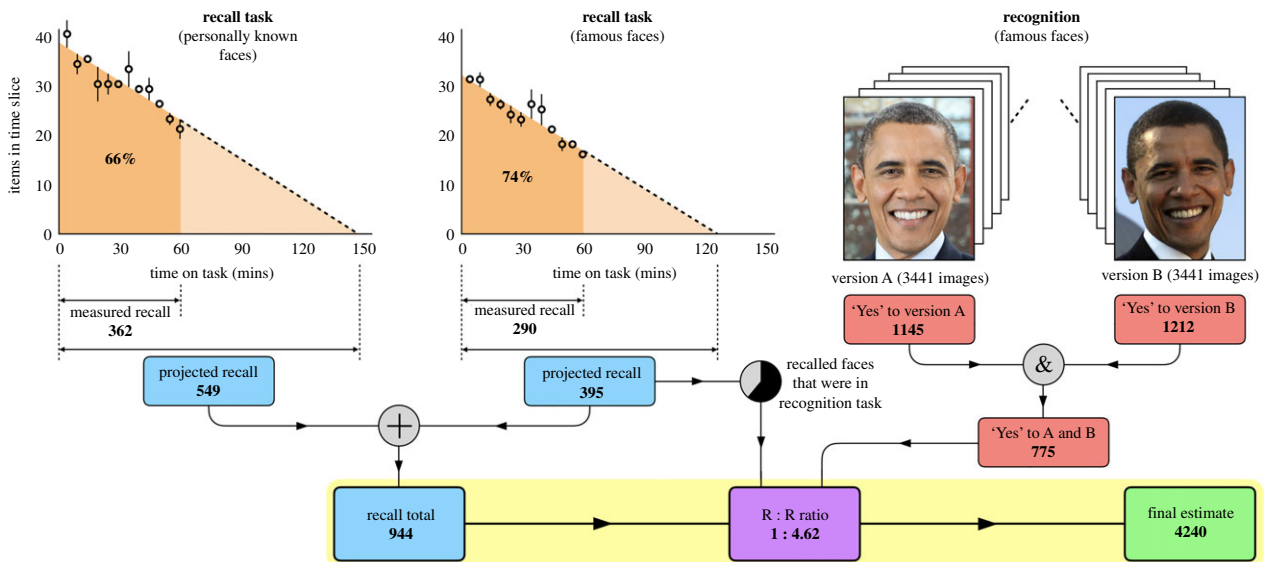 recall task
(personally known
faces)
items in time slice
40
30
20
10
0
66%
0
30
60
90
120
150
time on task (mins)
measured recall
362
recall task
(famous faces)
40
30
20
10
0
74%
0
30
60
90
120
150
time on task (mins)
measured recall
290
recognition
(famous faces)
version A (3441 images)
version B (3441 images)
‘Yes’ to version A
1145
‘Yes’ to version B
1212
&
projected recall
549
projected recall
395
recalled faces
that were in
recognition task
+
‘Yes’ to A and B
775
recall total
944
R : R ratio
1 : 4.62
final estimate
4240